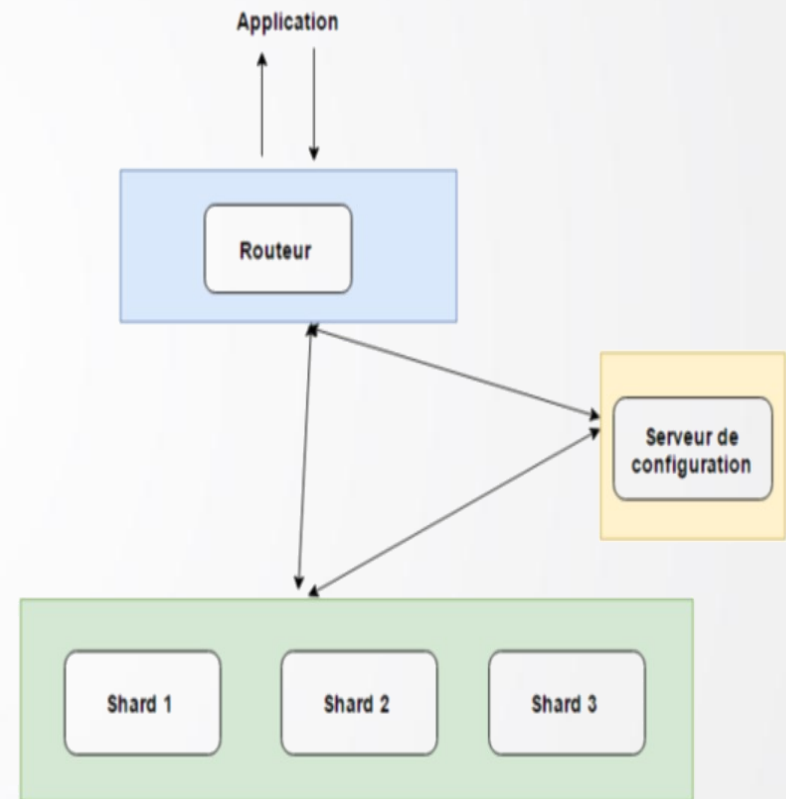 Application
Routeur
Serveur de
configuration
Shard 1
Shard 2
Shard 3